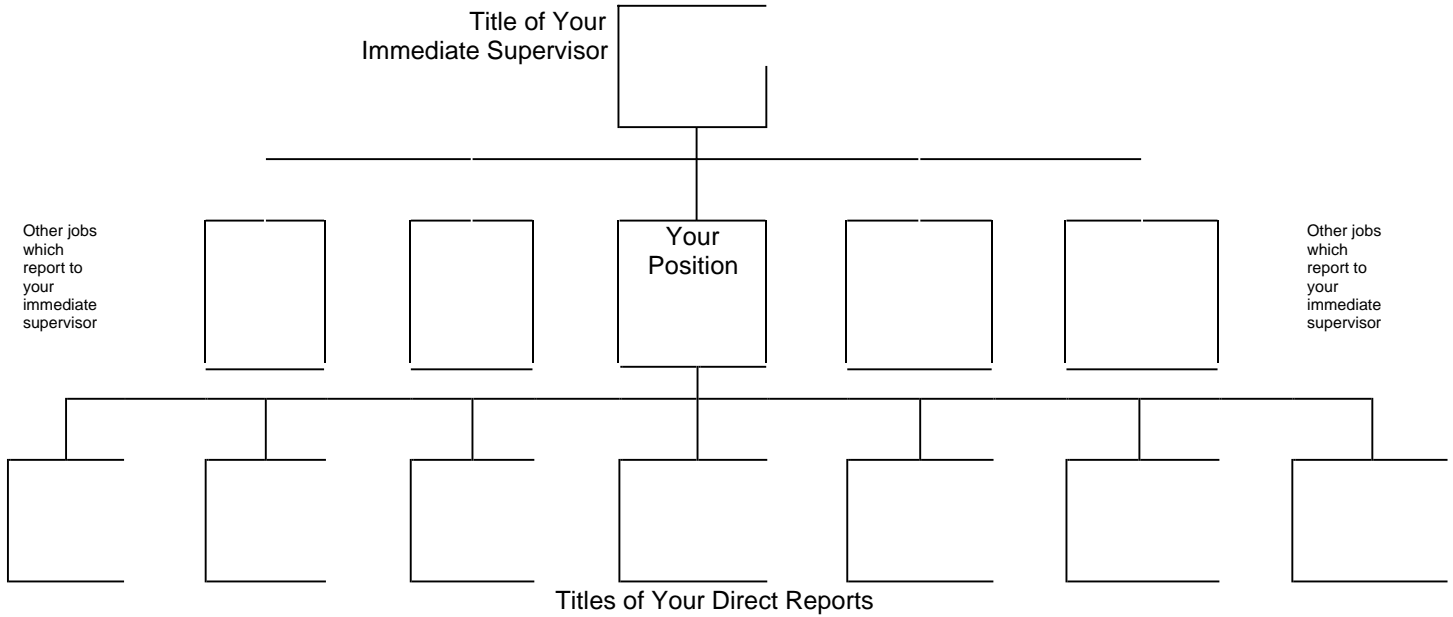 Title of Your
Immediate Supervisor
Other jobs
which
report to
your
immediate
supervisor
Your
Position
Other jobs
which
report to
your
immediate
supervisor
Titles of Your Direct Reports